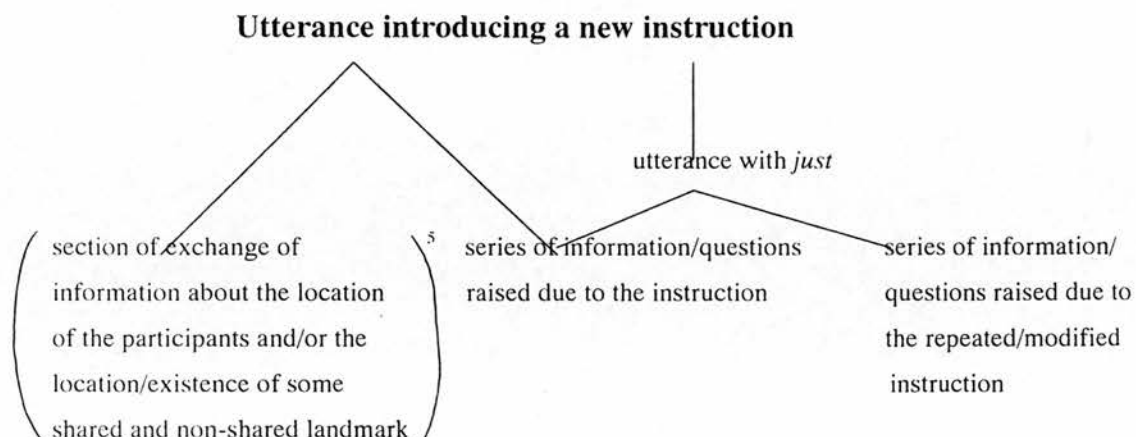 Utterance introducing a new instruction
utterance with just
section of exchange of
information about the location
of the participants and/or the
location/existence of some
shared and non-shared landmark
5
series of information/questions
raised due to the instruction
series of information/
questions raised due to
the repeated/modified
instruction